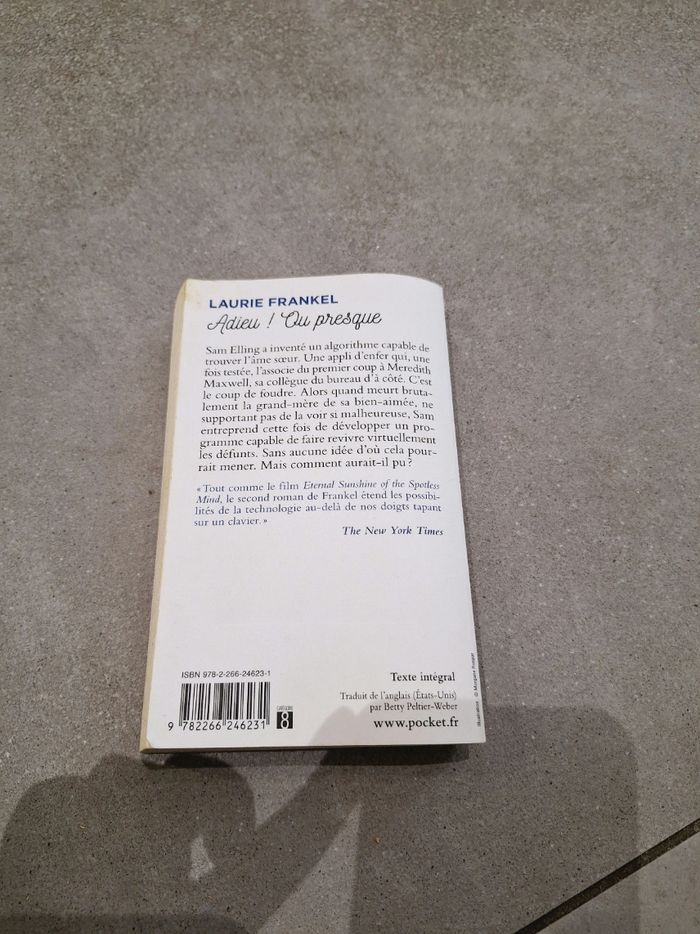 LAURIE FRANKEL
Adieu ! Ou presque
Sam Elling a inventé un algorithme capable de
trouver l'âme sœur. Une appli d'enfer qui, une
fois testée, l'associe du premier coup à Meredith
Maxwell, sa collègue du bureau d'à côté. C'est
le coup de foudre. Alors quand meurt bruta-
lement la grand-mère de sa bien-aimée, ne
supportant pas de la voir si malheureuse, Sam
entreprend cette fois de développer un pro-
gramme capable de faire revivre virtuellement
les défunts. Sans aucune idée d'où cela pour-
rait mener. Mais comment aurait-il pu ?
« Tout comme le film Eternal Sunshine of the Spotless
Mind, le second roman de Frankel étend les possibi-
lités de la technologie au-delà de nos doigts tapant
sur un clavier. »
The New York Times
ISBN 978-2-266-24623-1
9 782266 246231
CATÉGORIE
8
Texte intégral
Traduit de l'anglais (États-Unis)
par Betty Peltier-Weber
www.pocket.fr